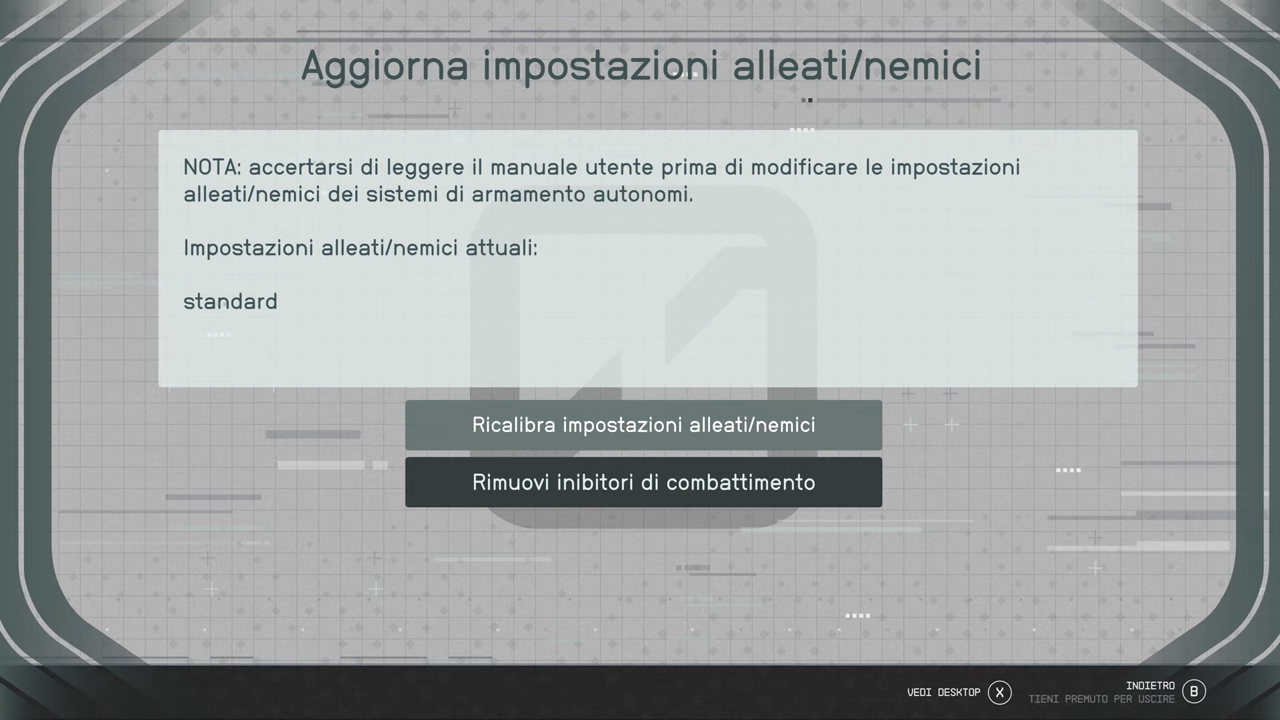 Aggiorna impostazioni alleati/nemici
NOTA: accertarsi di leggere il manuale utente prima di modificare le impostazioni
alleati/nemici dei sistemi di armamento autonomi.
Impostazioni alleati/nemici attuali:
standard
Ricalibra impostazioni alleati/nemici
Rimuovi inibitori di combattimento
VEDI DESKTOP X
INDIETRO B
TIENI PREMUTO PER USCIRE